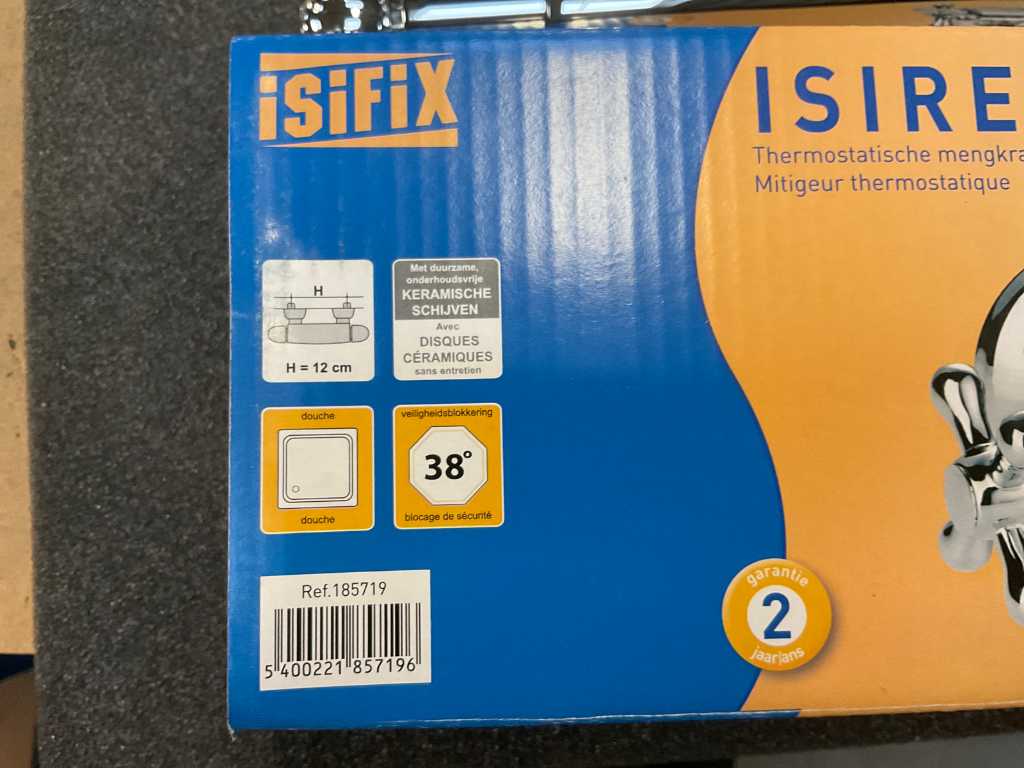 iSiFiX
ISIRE
Thermostatische mengkra
Mitigeur thermostatique
H
H = 12 cm
Met duurzame,
onderhoudsvrije
KERAMISCHE
SCHIJVEN
Avec
DISQUES
CÉRAMIQUES
sans entretien
douche
douche
veiligheidsblokkering
38°
blocage de sécurité
Ref.185719
5 400221 857196
garantie
2
jaar|ans